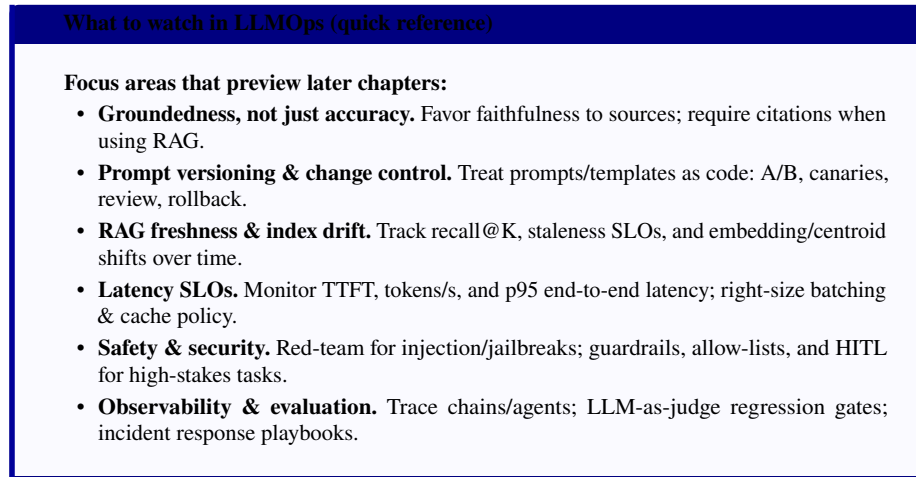 What to watch in LLMOps (quick reference)
Focus areas that preview later chapters:
• Groundedness, not just accuracy. Favor faithfulness to sources; require citations when
using RAG.
• Prompt versioning & change control. Treat prompts/templates as code: A/B, canaries,
review, rollback.
• RAG freshness & index drift. Track recall@K, staleness SLOs, and embedding/centroid
shifts over time.
• Latency SLOs. Monitor TTFT, tokens/s, and p95 end-to-end latency; right-size batching
& cache policy.
• Safety & security. Red-team for injection/jailbreaks; guardrails, allow-lists, and HITL
for high-stakes tasks.
• Observability & evaluation. Trace chains/agents; LLM-as-judge regression gates;
incident response playbooks.